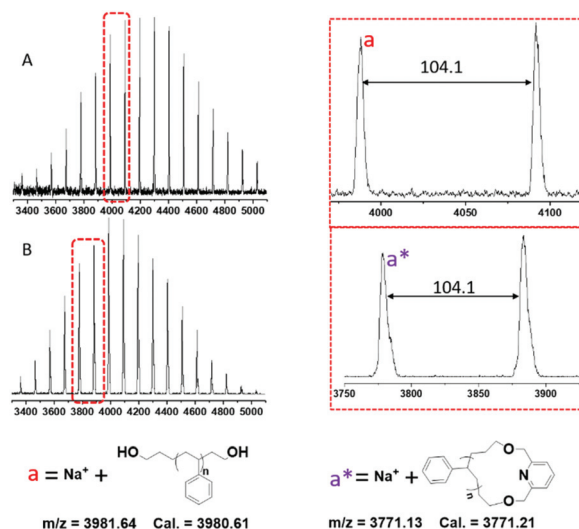 A
3400 3600 3800 4000 4200 4400 4600 4800 5000
a
104.1
4000 4050 4100
B
3400 3600 3800 4000 4200 4400 4600 4800 5000
a*
104.1
3750 3800 3850 3900
HO OH
n
a = Na⁺ +
m/z = 3981.64 Cal. = 3980.61
a* = Na⁺ +
O
N
O
n
m/z = 3771.13 Cal. = 3771.21